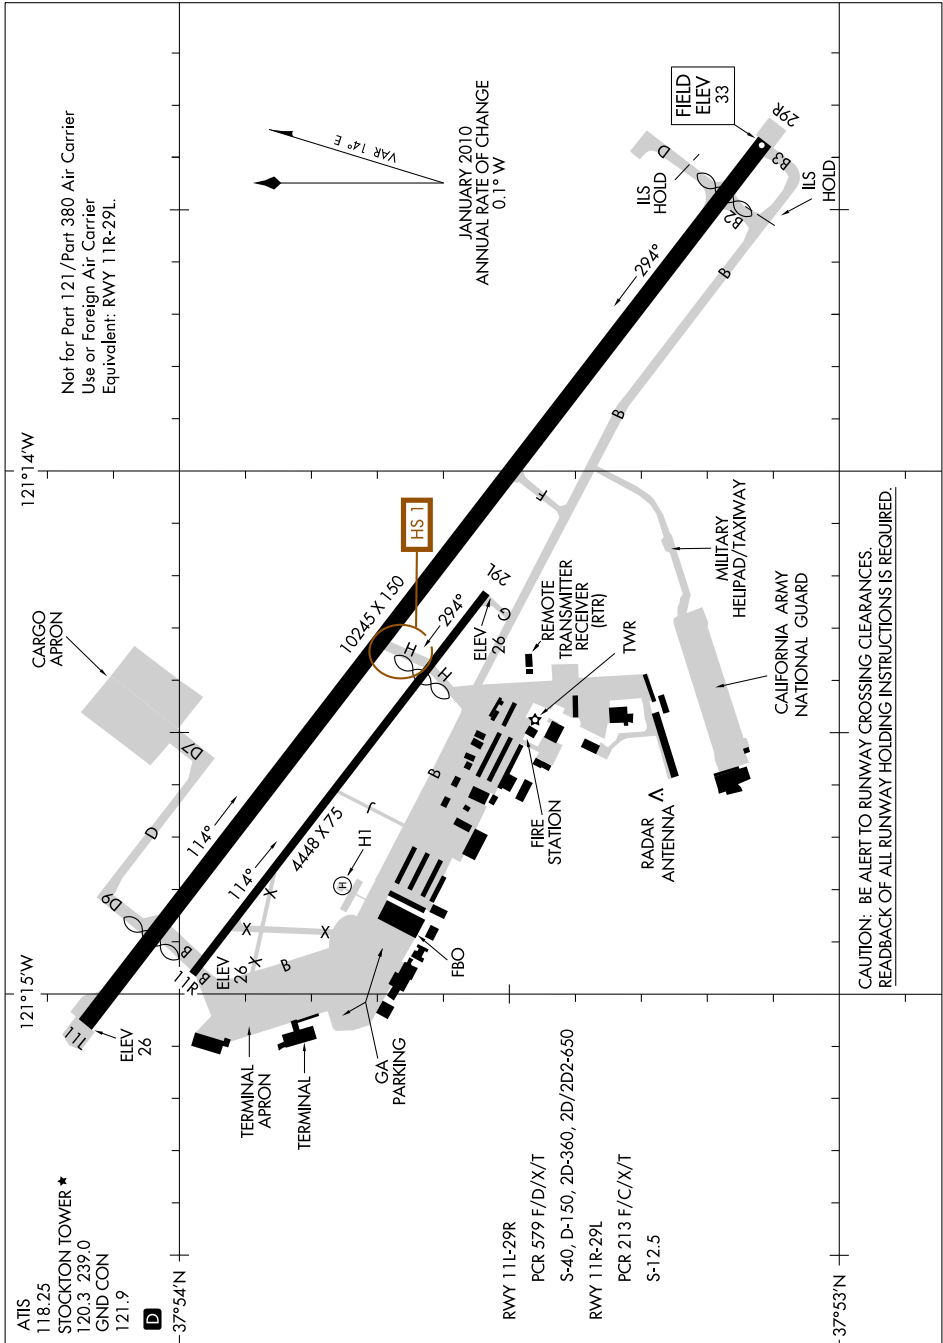 ATIS
118.25
STOCKTON TOWER ★
120.3 239.0
GND CON
121.9
D
37°54'N
121°15'W
121°14'W
Not for Part 121/Part 380 Air Carrier
Use or Foreign Air Carrier
Equivalent: RWY 11R-29L.
VAR 14° E
JANUARY 2010
ANNUAL RATE OF CHANGE
0.1° W
FIELD
ELEV
33
29R
B3
ILS
HOLD
D
ILS
HOLD
B2
B
294°
B
F
HS 1
10245 X 150
H
294°
H
29L
ELEV
26
G
CARGO
APRON
D7
D
D9
114°
114°
4448 X 75
J
H1
H
X
X
X
X
B
B
11R
ELEV
26
B
B
11L
ELEV
26
TERMINAL
APRON
TERMINAL
GA
PARKING
FBO
FIRE
STATION
TWR
REMOTE
TRANSMITTER
RECEIVER
(RTR)
RADAR
ANTENNA
MILITARY
HELIPAD/TAXIWAY
CALIFORNIA ARMY
NATIONAL GUARD
RWY 11L-29R
PCR 579 F/D/X/T
S-40, D-150, 2D-360, 2D/2D2-650
RWY 11R-29L
PCR 213 F/C/X/T
S-12.5
37°53'N
CAUTION: BE ALERT TO RUNWAY CROSSING CLEARANCES.
READBACK OF ALL RUNWAY HOLDING INSTRUCTIONS IS REQUIRED.